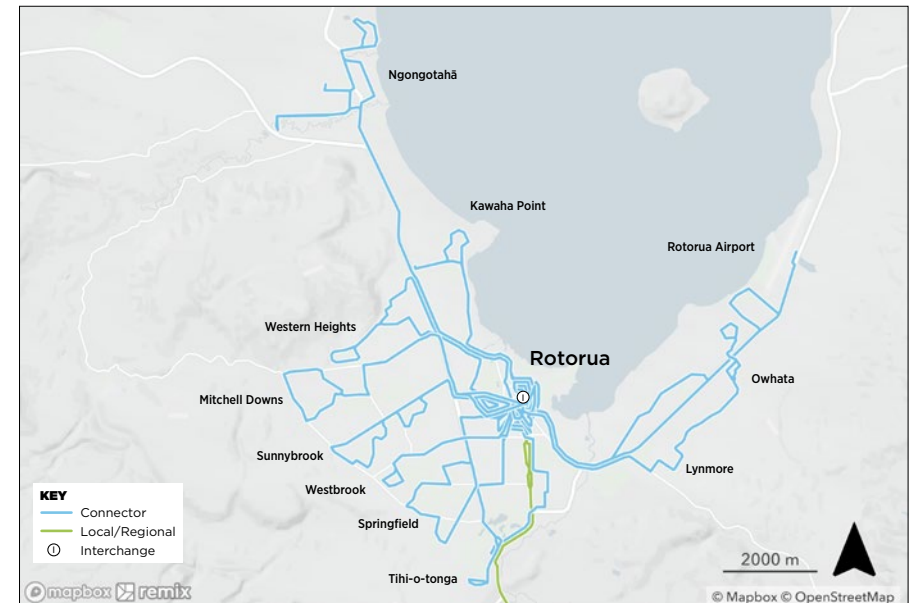 Ngongotahā
Kawaha Point
Rotorua Airport
Western Heights
Rotorua
Mitchell Downs
Owhata
Sunnybrook
Lynmore
Westbrook
Springfield
Tihi-o-tonga
KEY
Connector
Local/Regional
I Interchange
2000 m
mapbox remix
© Mapbox © OpenStreetMap